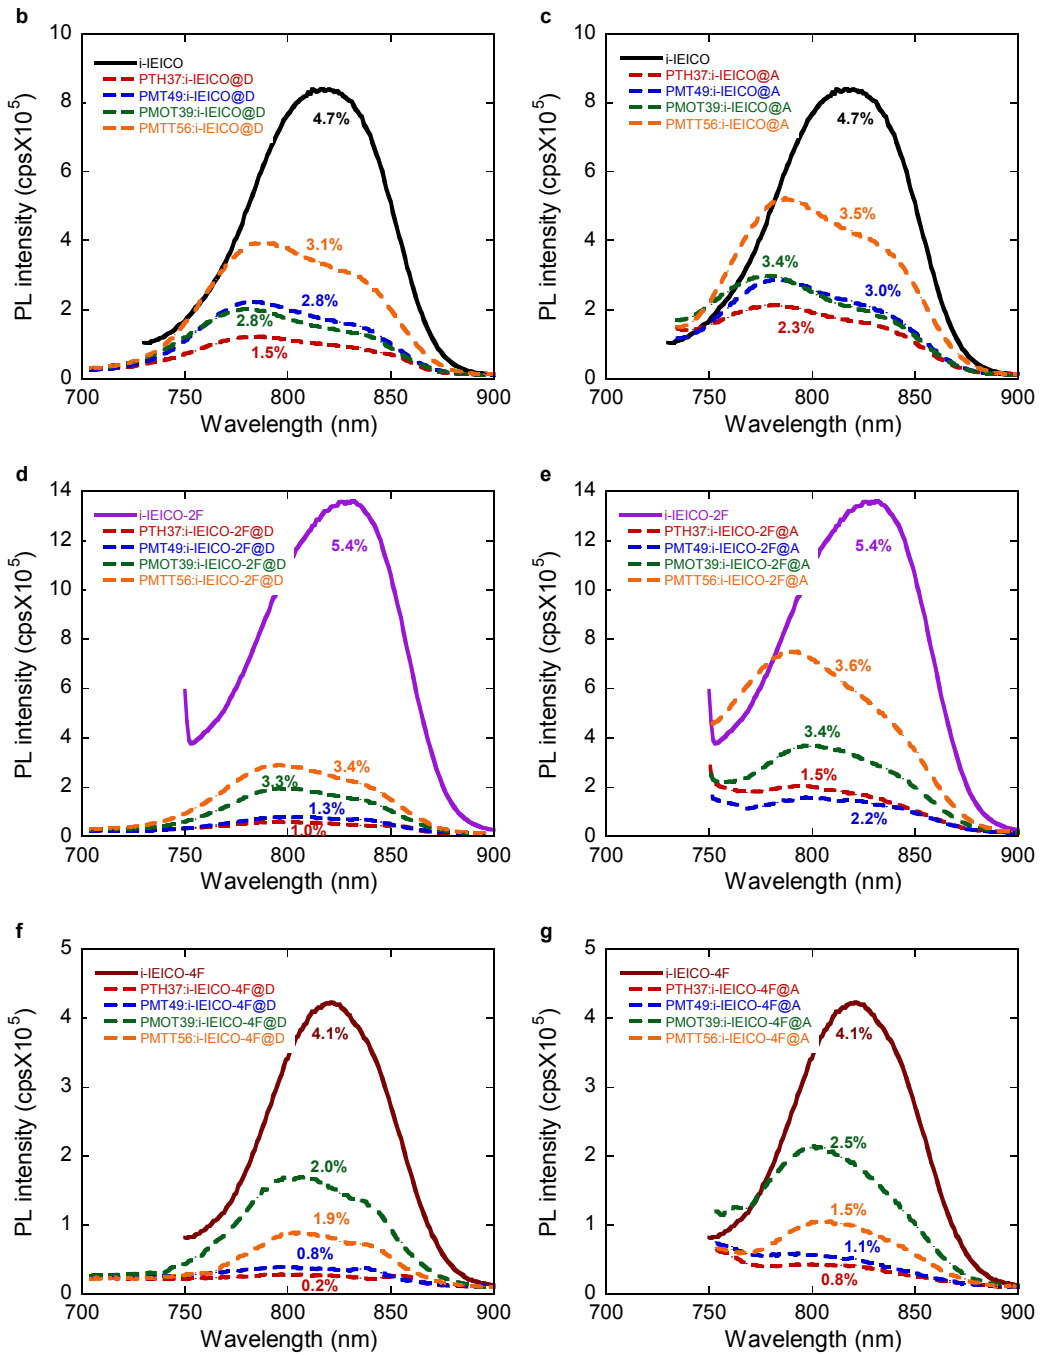 b
10
8
6
4
2
0
PL intensity (cpsX10^5)
i-IEICO
PTH37:i-IEICO@D
PMT49:i-IEICO@D
PMOT39:i-IEICO@D
PMTT56:i-IEICO@D
4.7%
3.1%
2.8%
2.8%
1.5%
700 750 800 850 900
Wavelength (nm)
c
10
8
6
4
2
0
PL intensity (cpsX10^5)
i-IEICO
PTH37:i-IEICO@A
PMT49:i-IEICO@A
PMOT39:i-IEICO@A
PMTT56:i-IEICO@A
4.7%
3.5%
3.4%
3.0%
2.3%
700 750 800 850 900
Wavelength (nm)
d
14
12
10
8
6
4
2
0
PL intensity (cpsX10^5)
i-IEICO-2F
PTH37:i-IEICO-2F@D
PMT49:i-IEICO-2F@D
PMOT39:i-IEICO-2F@D
PMTT56:i-IEICO-2F@D
5.4%
3.4%
3.3%
1.3%
1.0%
700 750 800 850 900
Wavelength (nm)
e
14
12
10
8
6
4
2
0
PL intensity (cpsX10^5)
i-IEICO-2F
PTH37:i-IEICO-2F@A
PMT49:i-IEICO-2F@A
PMOT39:i-IEICO-2F@A
PMTT56:i-IEICO-2F@A
5.4%
3.6%
3.4%
1.5%
2.2%
700 750 800 850 900
Wavelength (nm)
f
5
4
3
2
1
0
PL intensity (cpsX10^5)
i-IEICO-4F
PTH37:i-IEICO-4F@D
PMT49:i-IEICO-4F@D
PMOT39:i-IEICO-4F@D
PMTT56:i-IEICO-4F@D
4.1%
2.0%
1.9%
0.8%
0.2%
700 750 800 850 900
Wavelength (nm)
g
5
4
3
2
1
0
PL intensity (cpsX10^5)
i-IEICO-4F
PTH37:i-IEICO-4F@A
PMT49:i-IEICO-4F@A
PMOT39:i-IEICO-4F@A
PMTT56:i-IEICO-4F@A
4.1%
2.5%
1.5%
1.1%
0.8%
700 750 800 850 900
Wavelength (nm)